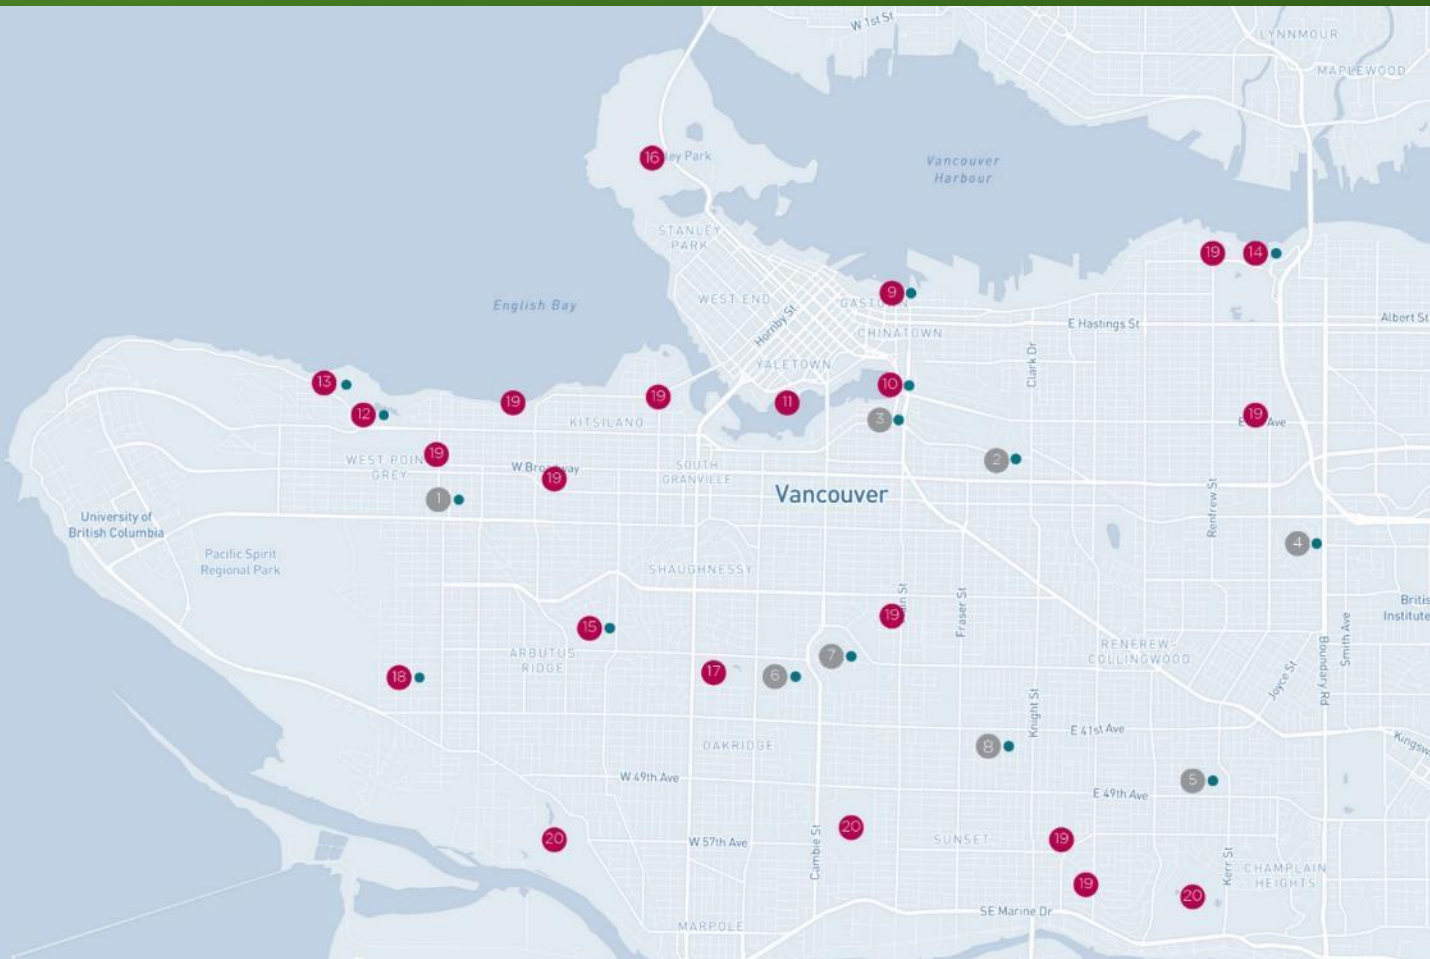 W 1st St
LYNNMOUR
MAPLEWOOD
16 ley Park
Vancouver
Harbour
STANLEY
PARK
19 14
9
WEST END
GASTOWN
English Bay
Hornby St
CHINATOWN
E Hastings St
Albert St
YALETOWN
Clark Dr
13
10
19
19
11
12
19
KITSILANO
3
E Ave
WEST POIN
GREY
19
W Broadway
19
SOUTH
GRANVILLE
2
1
Vancouver
Renfrew St
University of
British Columbia
4
Pacific Spirit
Regional Park
SHAUGHNESSY
19
Fraser St
15
ARBUTUS
RIDGE
7
RENFREW-
COLLINGWOOD
Smith Ave
Boundary Rd
Joyce St
18
17
6
Knight St
E 41st Ave
OAKRIDGE
8
W 49th Ave
5
E 49th Ave
20
W 57th Ave
Cambie St
20
SUNSET
19
Kerr St
CHAMPLAIN
HEIGHTS
19
20
SE Marine Dr
MARPOLE